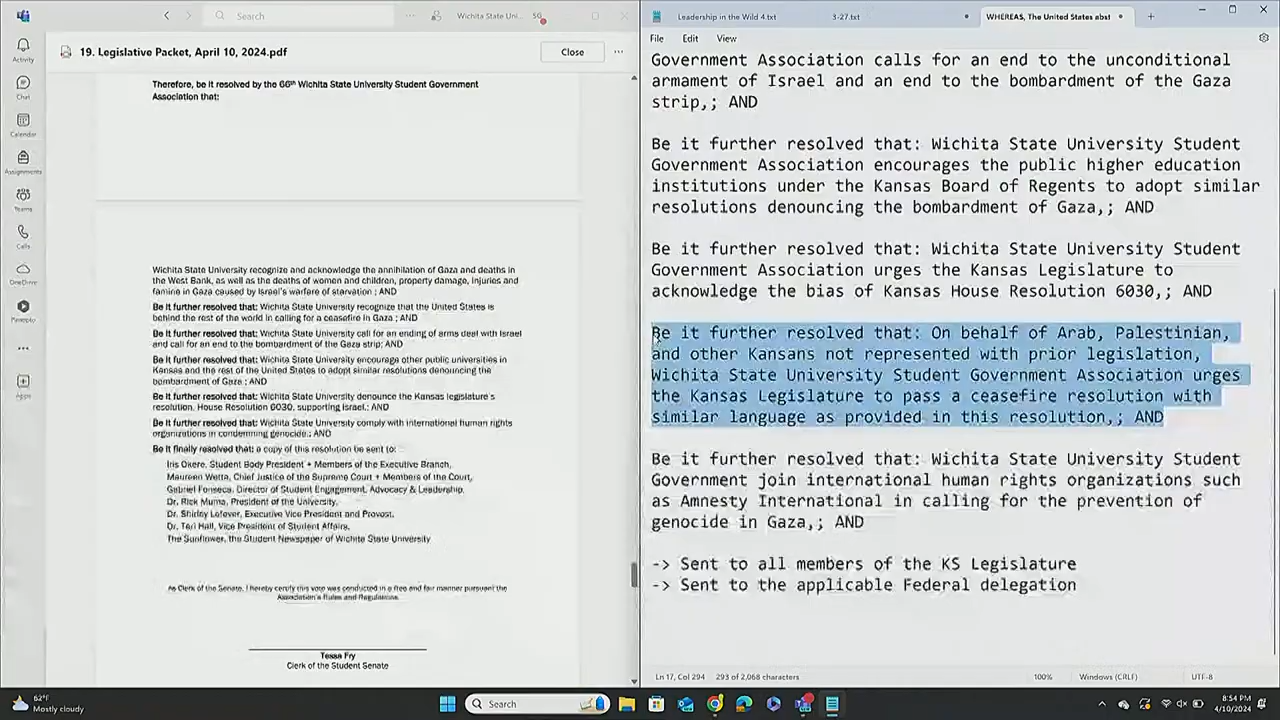 Search
Wichita State Uni...
SG
Activity
Chat
Calendar
Assignments
Teams
Calls
OneDrive
Apps
19. Legislative Packet, April 10, 2024.pdf
Close
Therefore, be it resolved by the 66th Wichita State University Student Government
Association that:
Wichita State University recognize and acknowledge the annihilation of Gaza and deaths in
the West Bank, as well as the deaths of women and children, property damage, injuries and
famine in Gaza caused by Israel's warfare of starvation ; AND
Be it further resolved that: Wichita State University recognize that the United States is
behind the rest of the world in calling for a ceasefire in Gaza ; AND
Be it further resolved that: Wichita State University call for an ending of arms deal with Israel
and call for an end to the bombardment of the Gaza strip; AND
Be it further resolved that: Wichita State University encourage other public universities in
Kansas and the rest of the United States to adopt similar resolutions denouncing the
bombardment of Gaza ; AND
Be it further resolved that: Wichita State University denounce the Kansas legislature's
resolution, House Resolution 6030, supporting Israel.; AND
Be it further resolved that: Wichita State University comply with international human rights
organizations in condemning genocide.; AND
Be it finally resolved that: a copy of this resolution be sent to:
Iris Okere, Student Body President + Members of the Executive Branch,
Maureen Wetta, Chief Justice of the Supreme Court + Members of the Court,
Gabriel Fonseca, Director of Student Engagement, Advocacy & Leadership,
Dr. Rick Muma, President of the University,
Dr. Shirley Lefever, Executive Vice President and Provost,
Dr. Teri Hall, Vice President of Student Affairs,
The Sunflower, the Student Newspaper of Wichita State University
As Clerk of the Senate, I hereby certify this vote was conducted in a free and fair manner pursuant the
Association's Rules and Regulations.
Tessa Fry
Clerk of the Student Senate
Leadership in the Wild 4.txt
3-27.txt
WHEREAS, The United States abst
File
Edit
View
Government Association calls for an end to the unconditional
armament of Israel and an end to the bombardment of the Gaza
strip,; AND
Be it further resolved that: Wichita State University Student
Government Association encourages the public higher education
institutions under the Kansas Board of Regents to adopt similar
resolutions denouncing the bombardment of Gaza,; AND
Be it further resolved that: Wichita State University Student
Government Association urges the Kansas Legislature to
acknowledge the bias of Kansas House Resolution 6030,; AND
Be it further resolved that: On behalf of Arab, Palestinian,
and other Kansans not represented with prior legislation,
Wichita State University Student Government Association urges
the Kansas Legislature to pass a ceasefire resolution with
similar language as provided in this resolution,; AND
Be it further resolved that: Wichita State University Student
Government join international human rights organizations such
as Amnesty International in calling for the prevention of
genocide in Gaza,; AND
-> Sent to all members of the KS Legislature
-> Sent to the applicable Federal delegation
Ln 17, Col 294
293 of 2,068 characters
100%
Windows (CRLF)
UTF-8
62°F
Mostly cloudy
Search
8:54 PM
4/10/2024